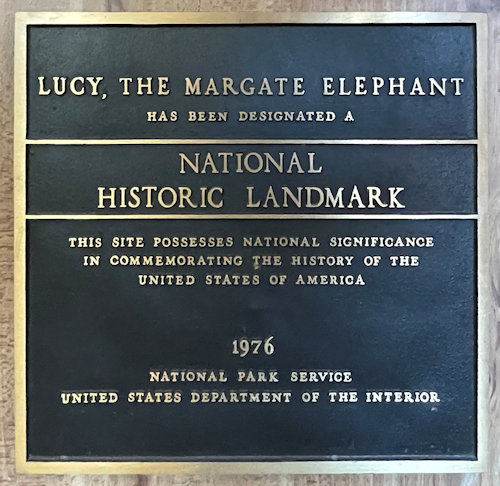 LUCY, THE MARGATE ELEPHANT
HAS BEEN DESIGNATED A
NATIONAL
HISTORIC LANDMARK
THIS SITE POSSESSES NATIONAL SIGNIFICANCE
IN COMMEMORATING THE HISTORY OF THE
UNITED STATES OF AMERICA
1976
NATIONAL PARK SERVICE
UNITED STATES DEPARTMENT OF THE INTERIOR